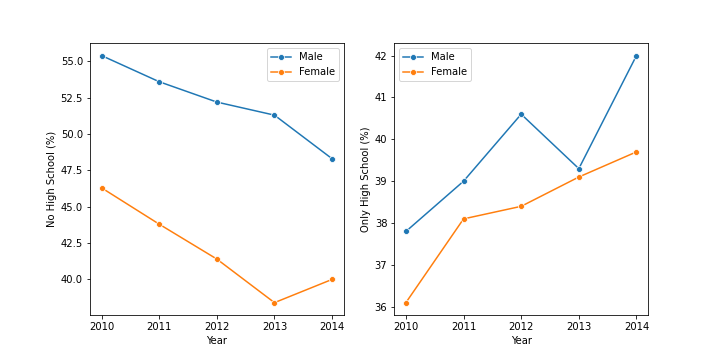 No High School (%)
55.0
52.5
50.0
47.5
45.0
42.5
40.0
2010 2011 2012 2013 2014
Year
Male
Female
Only High School (%)
42
41
40
39
38
37
36
2010 2011 2012 2013 2014
Year
Male
Female